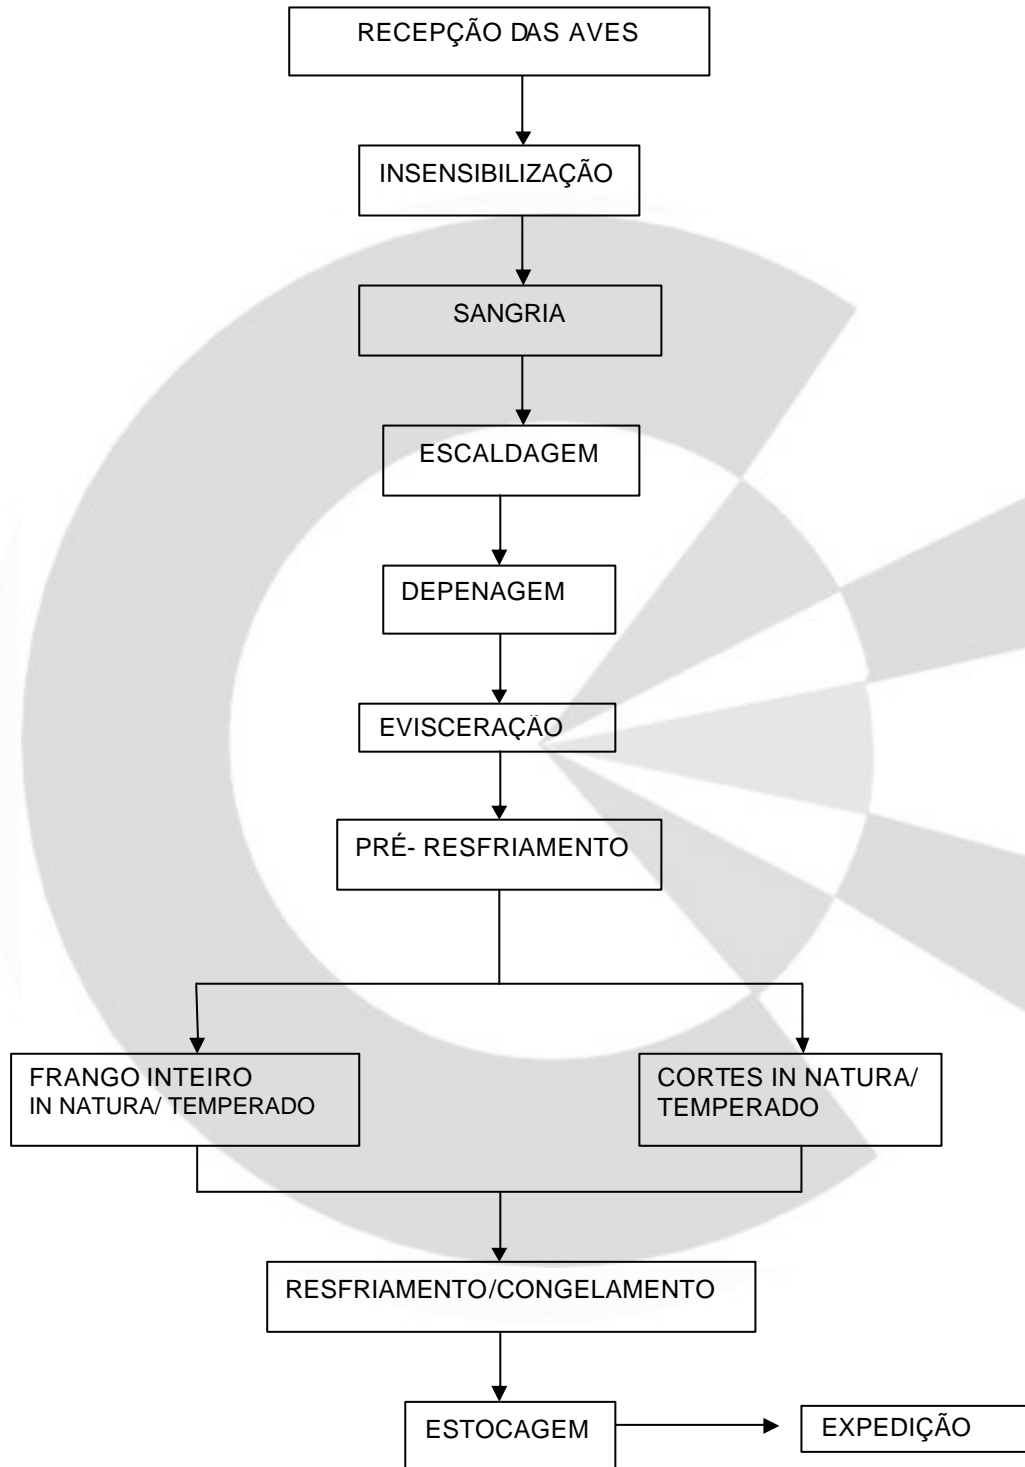 RECEPÇÃO DAS AVES
INSENSIBILIZAÇÃO
SANGRIA
ESCALDAGEM
DEPENAGEM
EVISCERAÇÃO
PRÉ- RESFRIAMENTO
FRANGO INTEIRO
IN NATURA/ TEMPERADO
CORTES IN NATURA/
TEMPERADO
RESFRIAMENTO/CONGELAMENTO
ESTOCAGEM
EXPEDIÇÃO